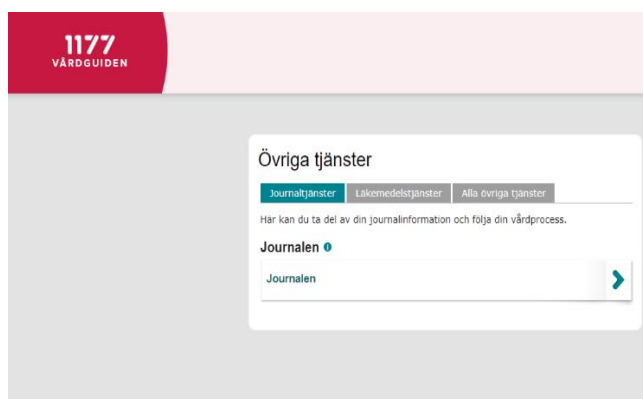 1177
VÅRDGUIDEN
Övriga tjänster
Journaltjänster Läkemedelstjänster Alla övriga tjänster
Här kan du ta del av din journalinformation och följa din vårdprocess.
Journalen
Journalen